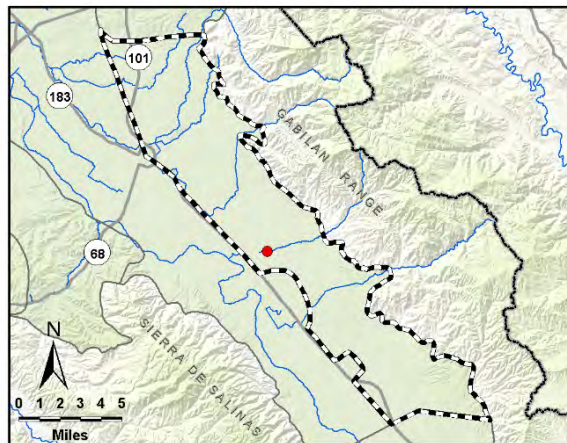 101
183
GABILAN RANGE
68
SIERRA DE SALINAS
N
0 1 2 3 4 5
Miles